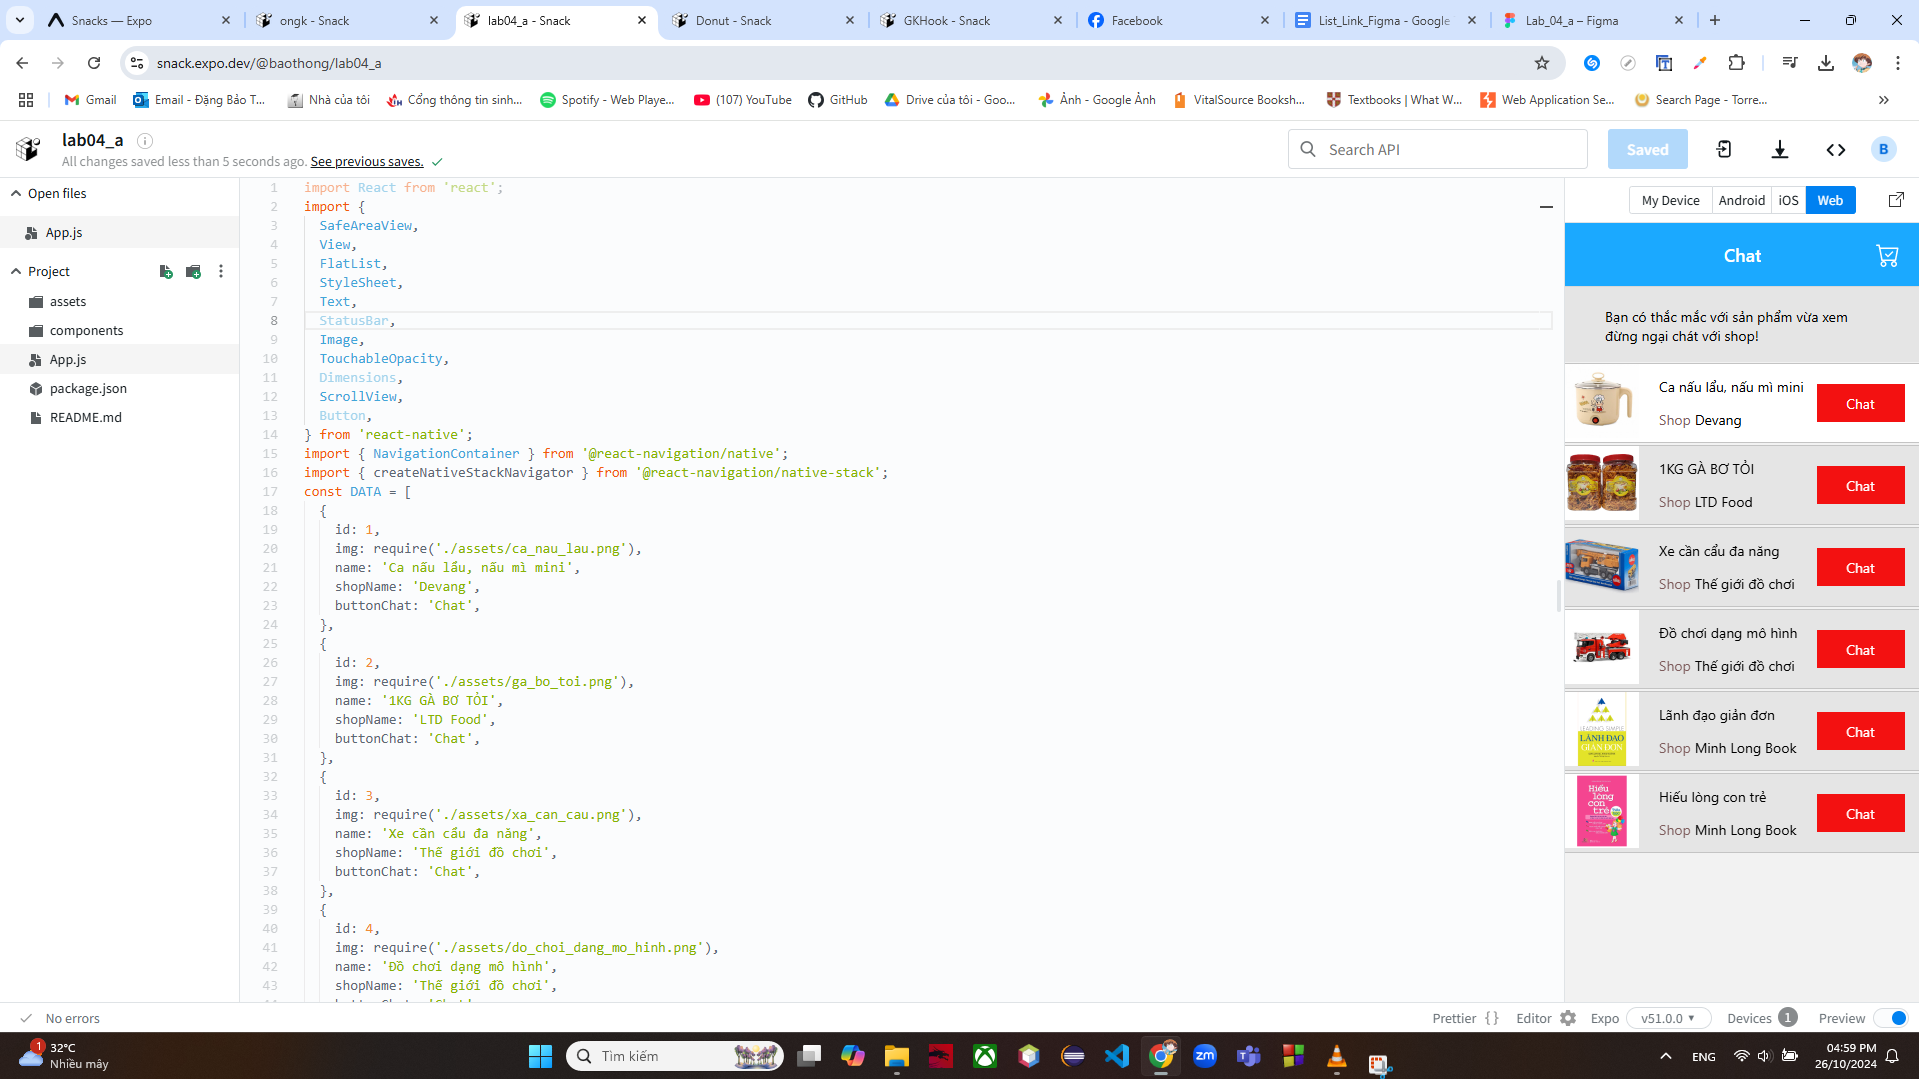 Snacks — Expo
ongk - Snack
lab04_a - Snack
Donut - Snack
GKHook - Snack
Facebook
List_Link_Figma - Google
Lab_04_a – Figma
snack.expo.dev/@baothong/lab04_a
Gmail
Email - Đặng Bảo T...
Nhà của tôi
Cổng thông tin sinh...
Spotify - Web Playe...
(107) YouTube
GitHub
Drive của tôi - Goo...
Ảnh - Google Ảnh
VitalSource Booksh...
Textbooks | What W...
Web Application Se...
Search Page - Torre...
lab04_a
All changes saved less than 5 seconds ago. See previous saves.
Search API
Saved
B
Open files
App.js
Project
assets
components
App.js
package.json
README.md
1 import React from 'react';
2 import {
3 SafeAreaView,
4 View,
5 FlatList,
6 StyleSheet,
7 Text,
8 StatusBar,
9 Image,
10 TouchableOpacity,
11 Dimensions,
12 ScrollView,
13 Button,
14 } from 'react-native';
15 import { NavigationContainer } from '@react-navigation/native';
16 import { createNativeStackNavigator } from '@react-navigation/native-stack';
17 const DATA = [
18 {
19 id: 1,
20 img: require('./assets/ca_nau_lau.png'),
21 name: 'Ca nấu lẩu, nấu mì mini',
22 shopName: 'Devang',
23 buttonChat: 'Chat',
24 },
25 {
26 id: 2,
27 img: require('./assets/ga_bo_toi.png'),
28 name: '1KG GÀ BƠ TỎI',
29 shopName: 'LTD Food',
30 buttonChat: 'Chat',
31 },
32 {
33 id: 3,
34 img: require('./assets/xa_can_cau.png'),
35 name: 'Xe cần cẩu đa năng',
36 shopName: 'Thế giới đồ chơi',
37 buttonChat: 'Chat',
38 },
39 {
40 id: 4,
41 img: require('./assets/do_choi_dang_mo_hinh.png'),
42 name: 'Đồ chơi dạng mô hình',
43 shopName: 'Thế giới đồ chơi',
My Device
Android
iOS
Web
Chat
Bạn có thắc mắc với sản phẩm vừa xem
đừng ngại chát với shop!
Ca nấu lẩu, nấu mì mini
Shop Devang
Chat
1KG GÀ BƠ TỎI
Shop LTD Food
Chat
Xe cần cẩu đa năng
Shop Thế giới đồ chơi
Chat
Đồ chơi dạng mô hình
Shop Thế giới đồ chơi
Chat
LEADING SIMPLE
LÃNH ĐẠO
GIẢN ĐƠN
Lãnh đạo giản đơn
Shop Minh Long Book
Chat
Hiểu
lòng
con
trẻ
Hiếu lòng con trẻ
Shop Minh Long Book
Chat
No errors
Prettier
Editor
Expo
v51.0.0
Devices
1
Preview
1
32°C
Nhiều mây
Tìm kiếm
zm
ENG
04:59 PM
26/10/2024